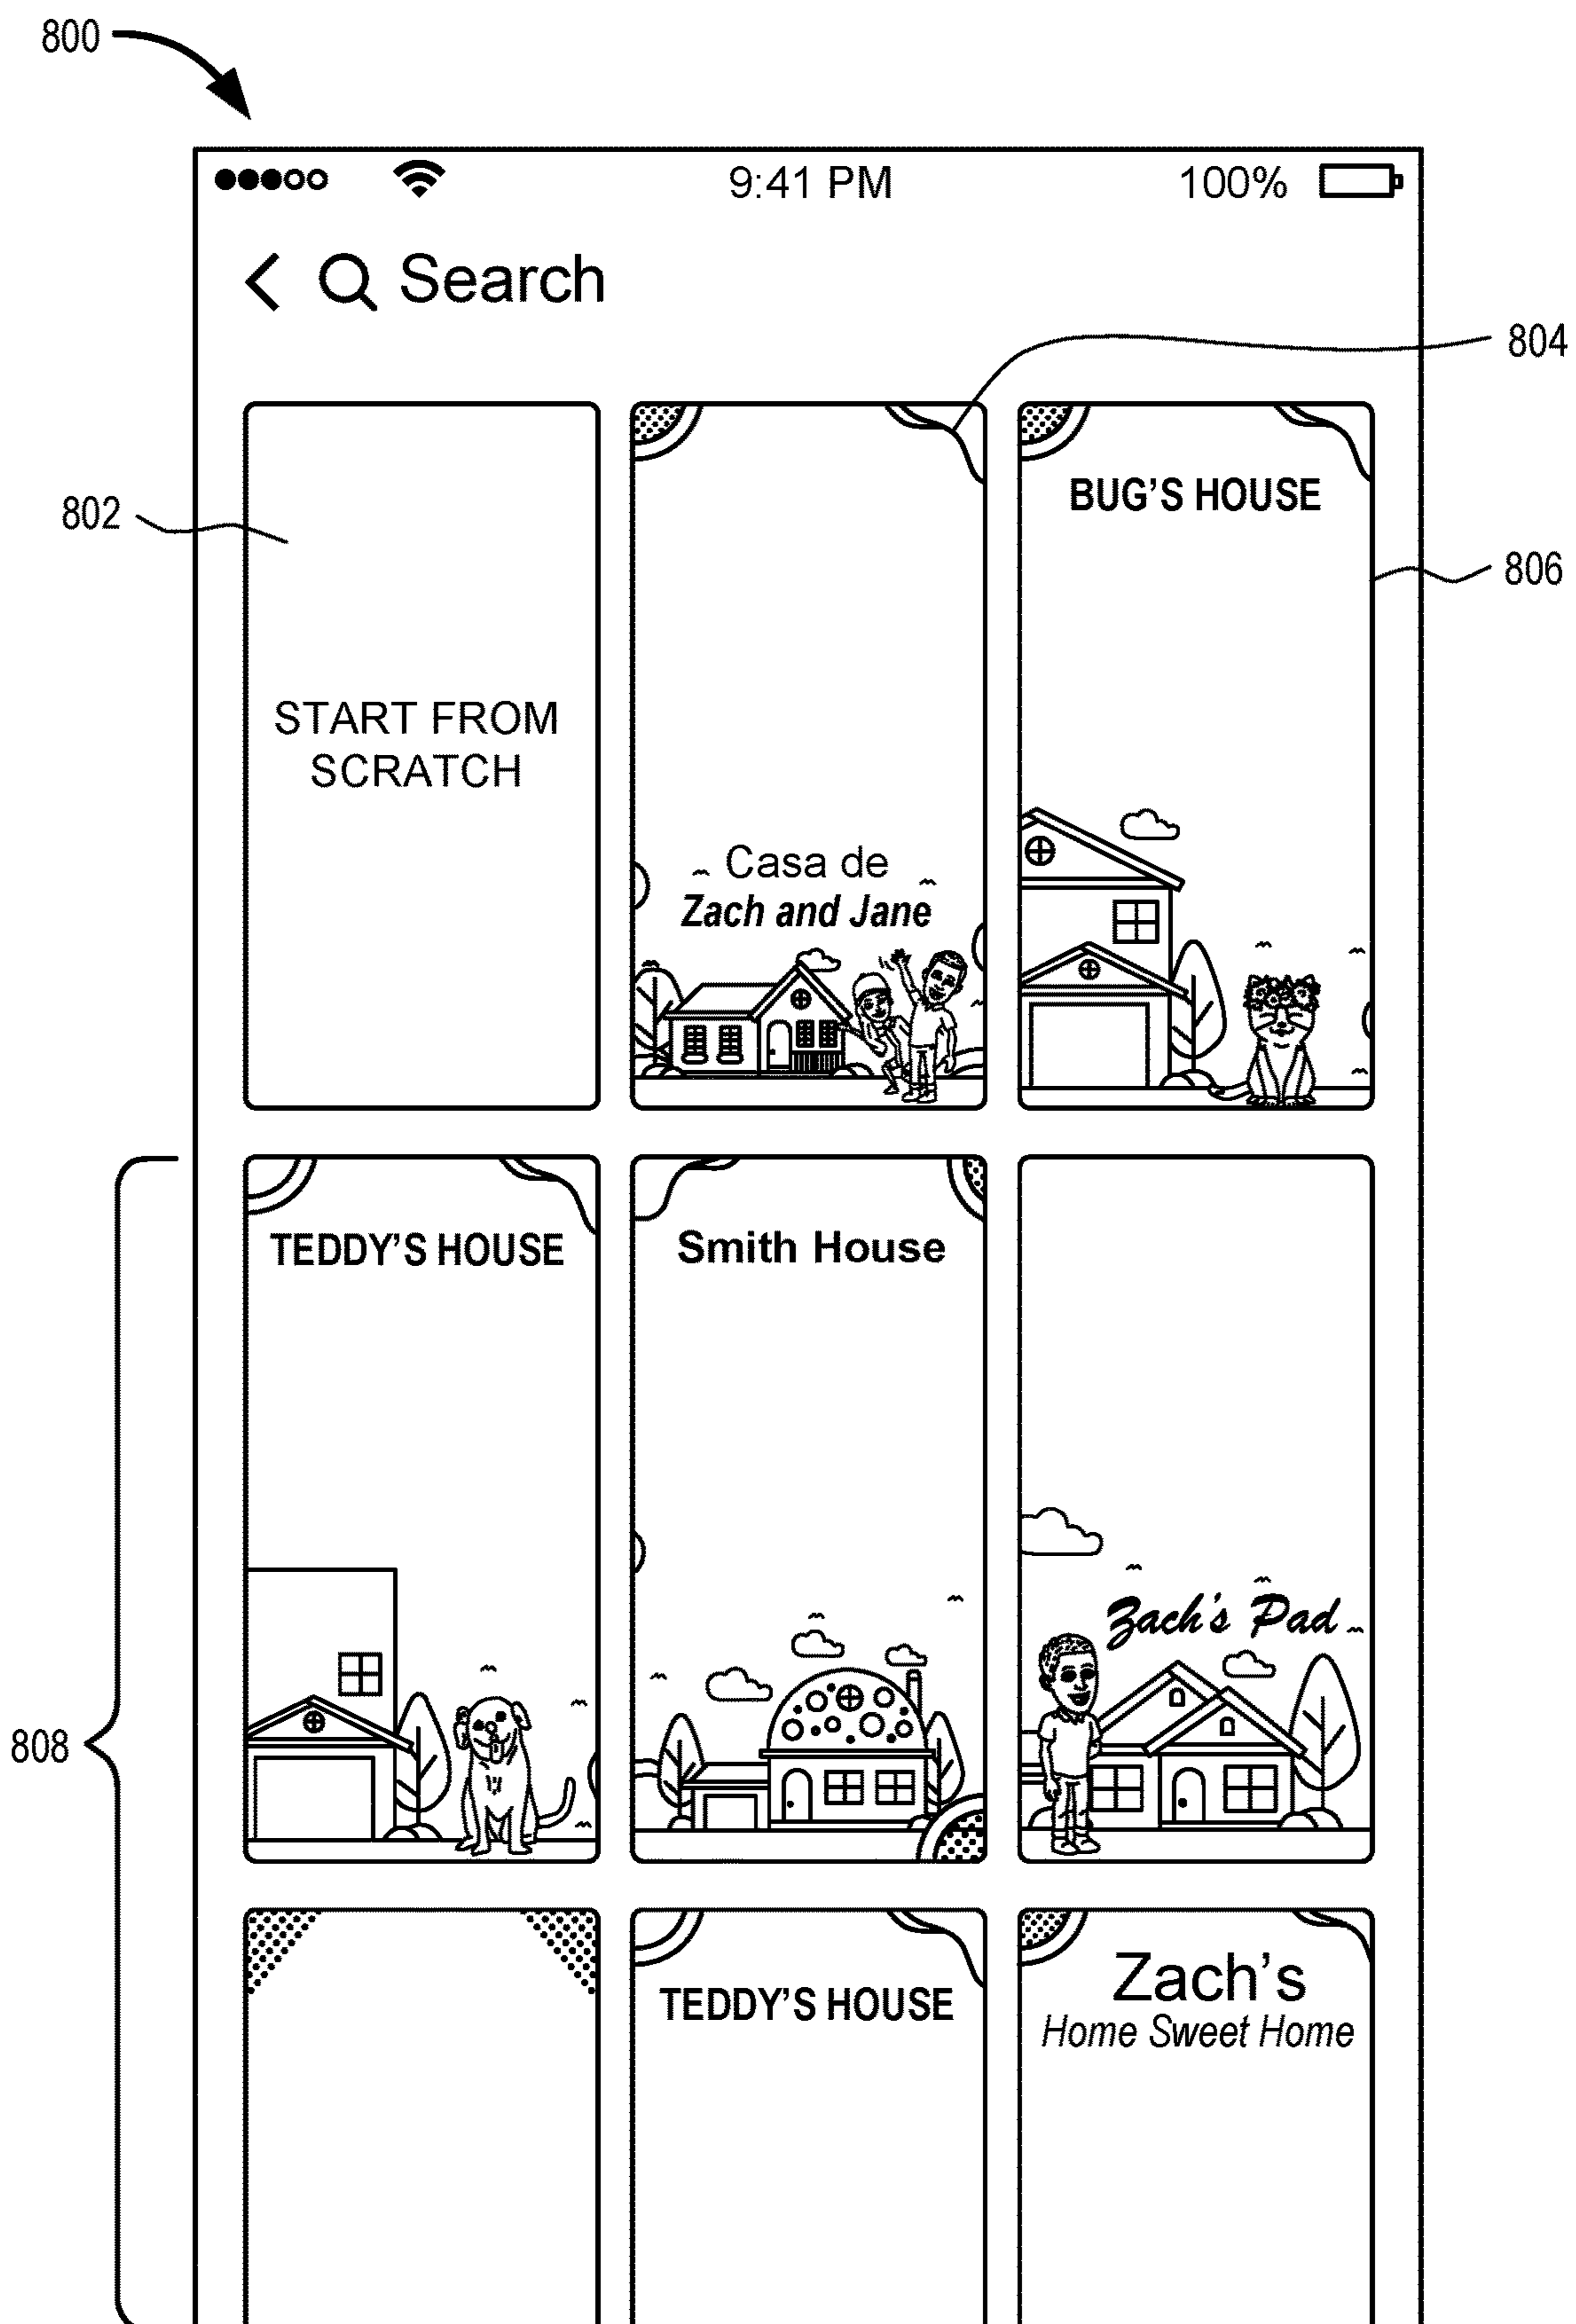 800
9:41 PM 100%
Search
804
802
806
START FROM
SCRATCH
Casa de
Zach and Jane
BUG'S HOUSE
808
TEDDY'S HOUSE
Smith House
Zach's Pad
TEDDY'S HOUSE
Zach's
Home Sweet Home